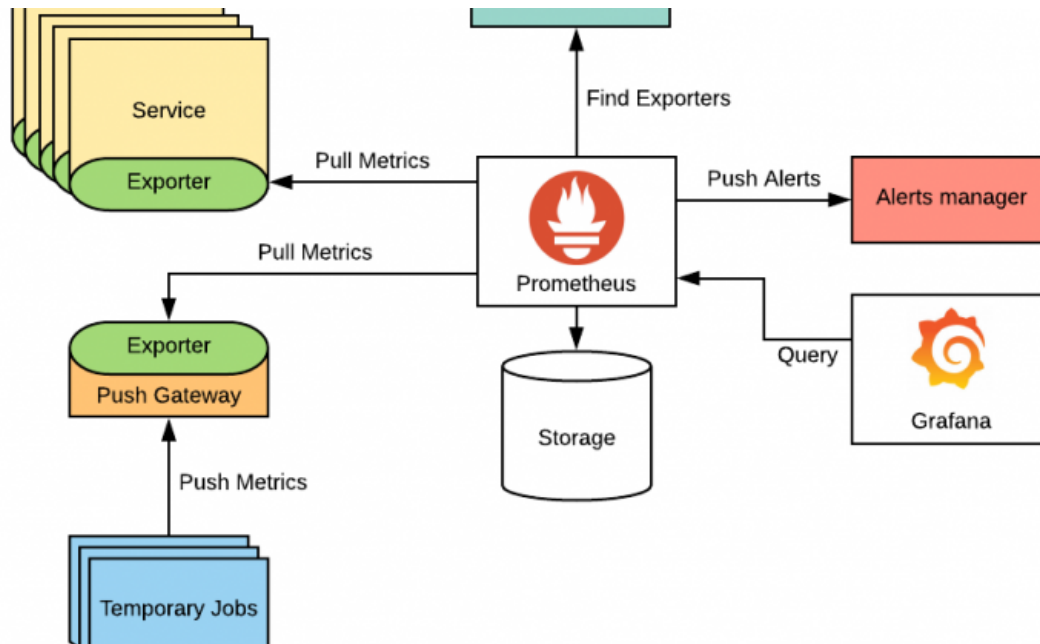 Find Exporters
Service
Pull Metrics
Exporter
Push Alerts
Alerts manager
Pull Metrics
Prometheus
Exporter
Push Gateway
Query
Grafana
Storage
Push Metrics
Temporary Jobs